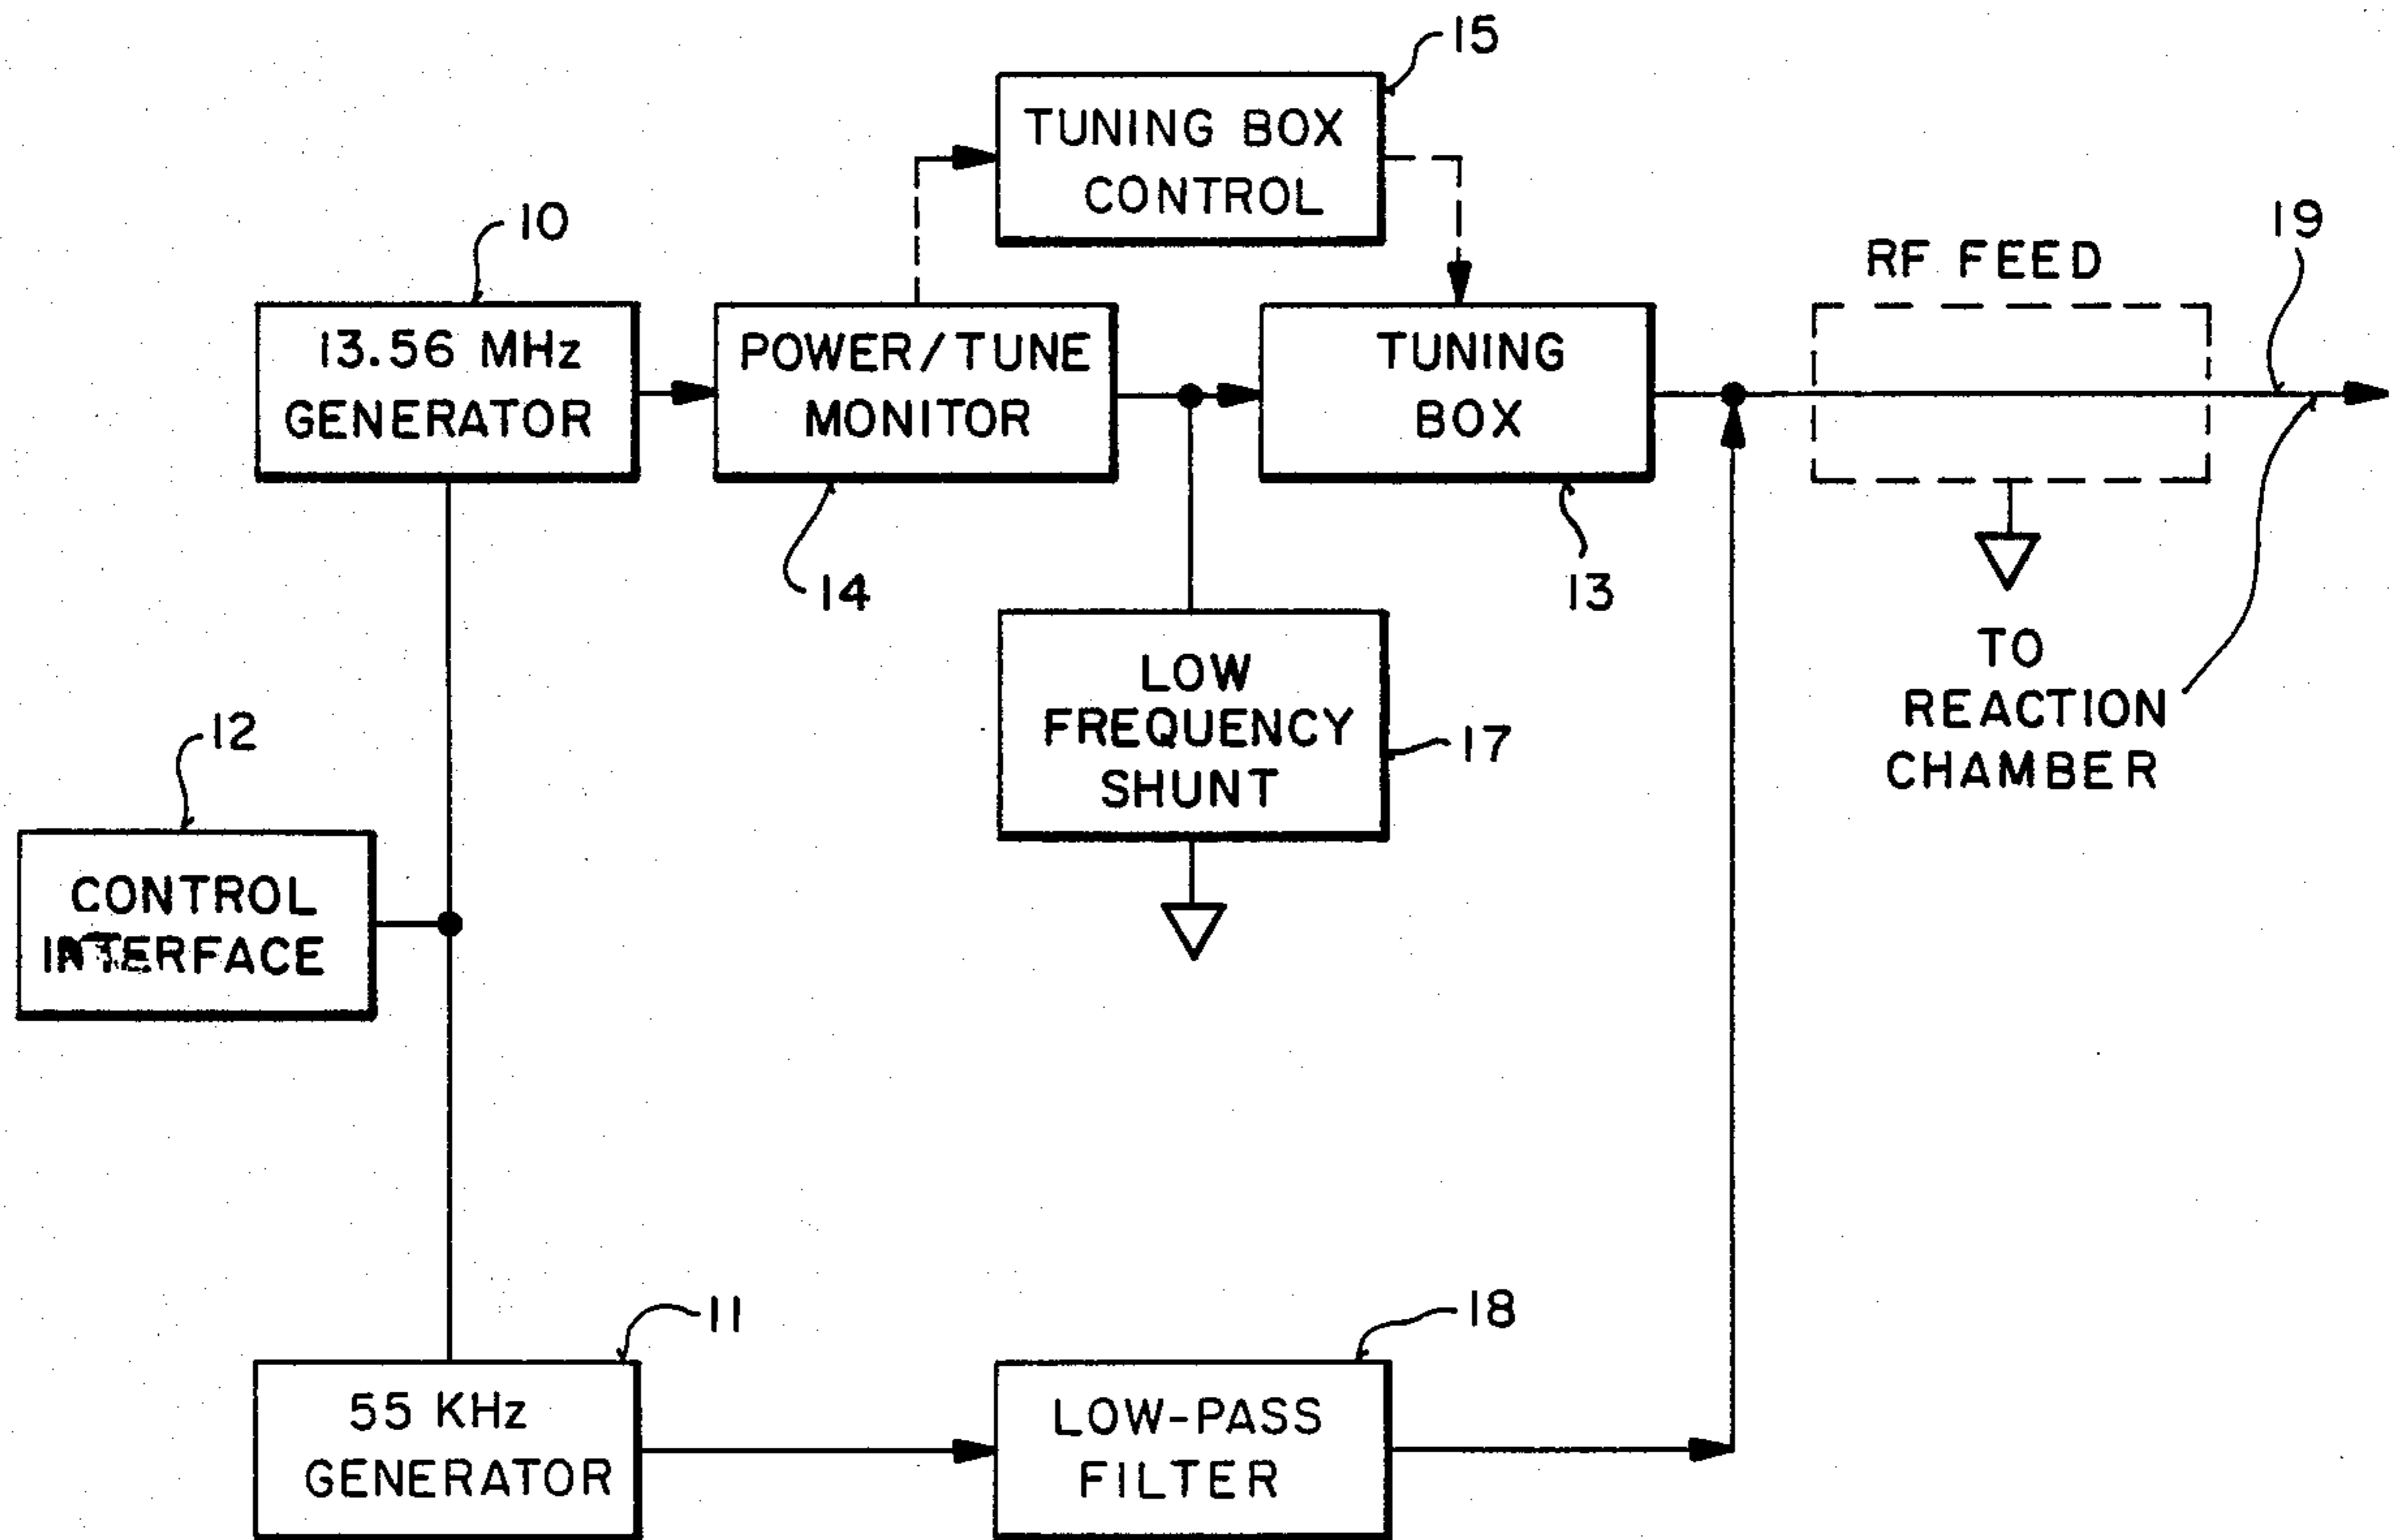 15
TUNING BOX
CONTROL
10
19
RF FEED
13.56 MHz
GENERATOR
POWER/TUNE
MONITOR
TUNING
BOX
14
13
LOW
FREQUENCY
SHUNT
17
TO
REACTION
CHAMBER
12
CONTROL
INTERFACE
11
18
55 KHz
GENERATOR
LOW-PASS
FILTER